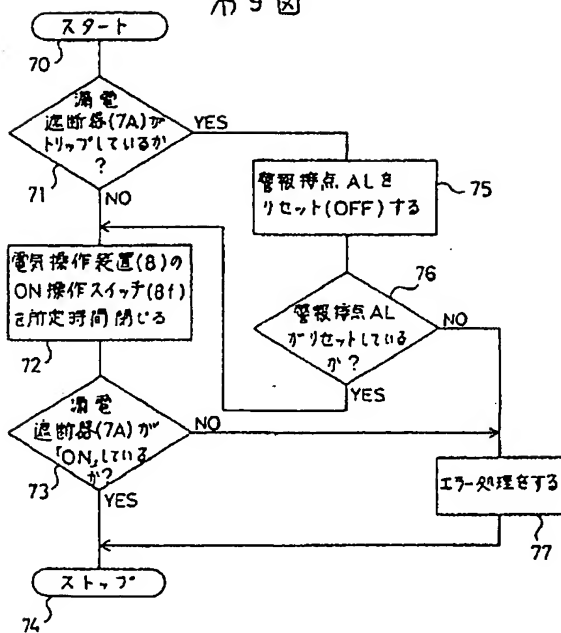 第9図
スタート
70
漏電
遮断器(7A)が
トリップしているか
?
YES
71
NO
警報接点 ALを
リセット(OFF)する
75
電気操作装置(8)の
ON操作スイッチ(8f)
を所定時間閉じる
72
76
警報接点 AL
がリセットしている
か?
NO
YES
漏電
遮断器(7A)が
「ON」している
か?
NO
73
YES
エラー処理をする
77
ストップ
74